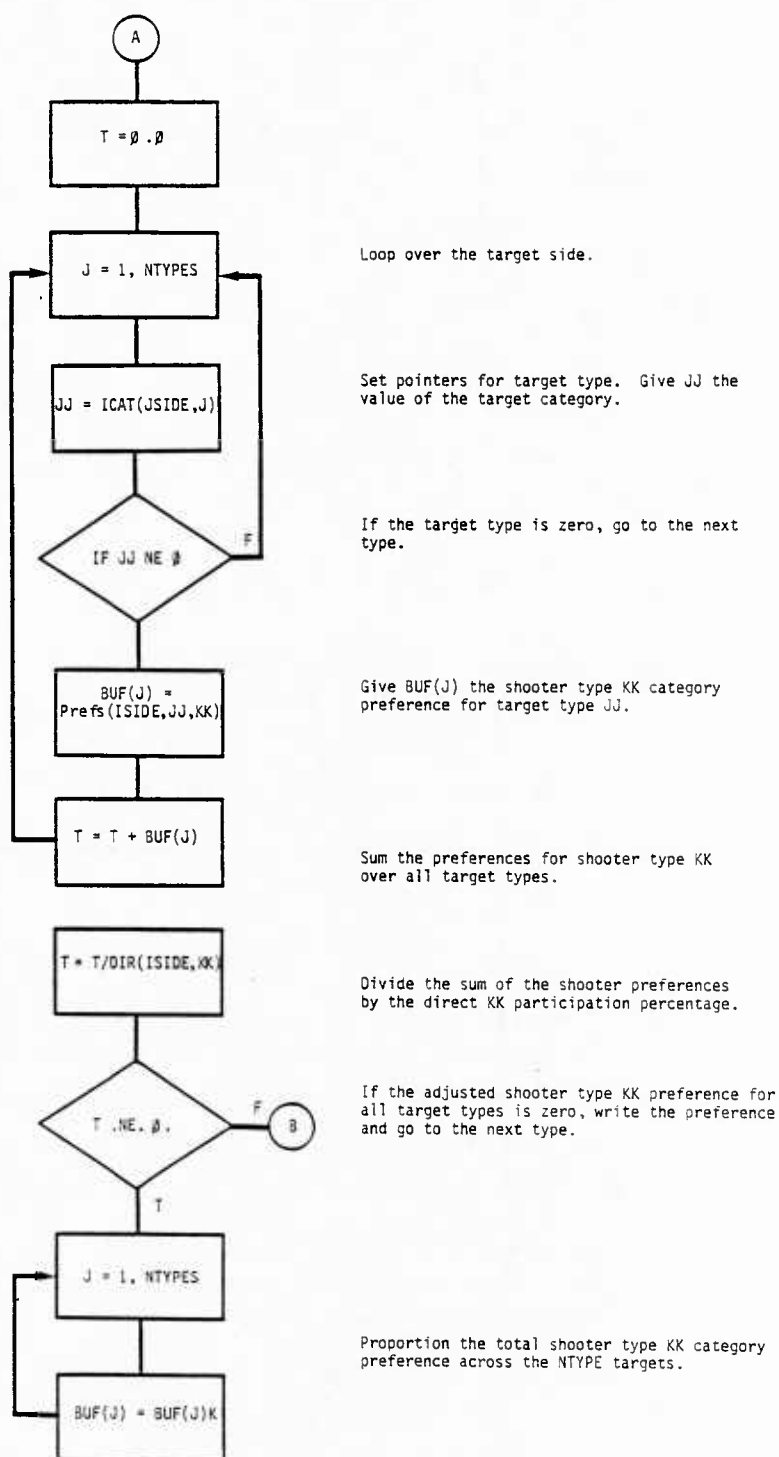 A
T = Ø.Ø
J = 1, NTYPES
Loop over the target side.
JJ = ICAT(JSIDE,J)
Set pointers for target type. Give JJ the
value of the target category.
IF JJ NE Ø
F
If the target type is zero, go to the next
type.
BUF(J) =
Prefs(ISIDE,JJ,KK)
Give BUF(J) the shooter type KK category
preference for target type JJ.
T = T + BUF(J)
Sum the preferences for shooter type KK
over all target types.
T = T/DIR(ISIDE,KK)
Divide the sum of the shooter preferences
by the direct KK participation percentage.
T .NE. Ø.
F
B
If the adjusted shooter type KK preference for
all target types is zero, write the preference
and go to the next type.
T
J = 1, NTYPES
Proportion the total shooter type KK category
preference across the NTYPE targets.
BUF(J) = BUF(J)K